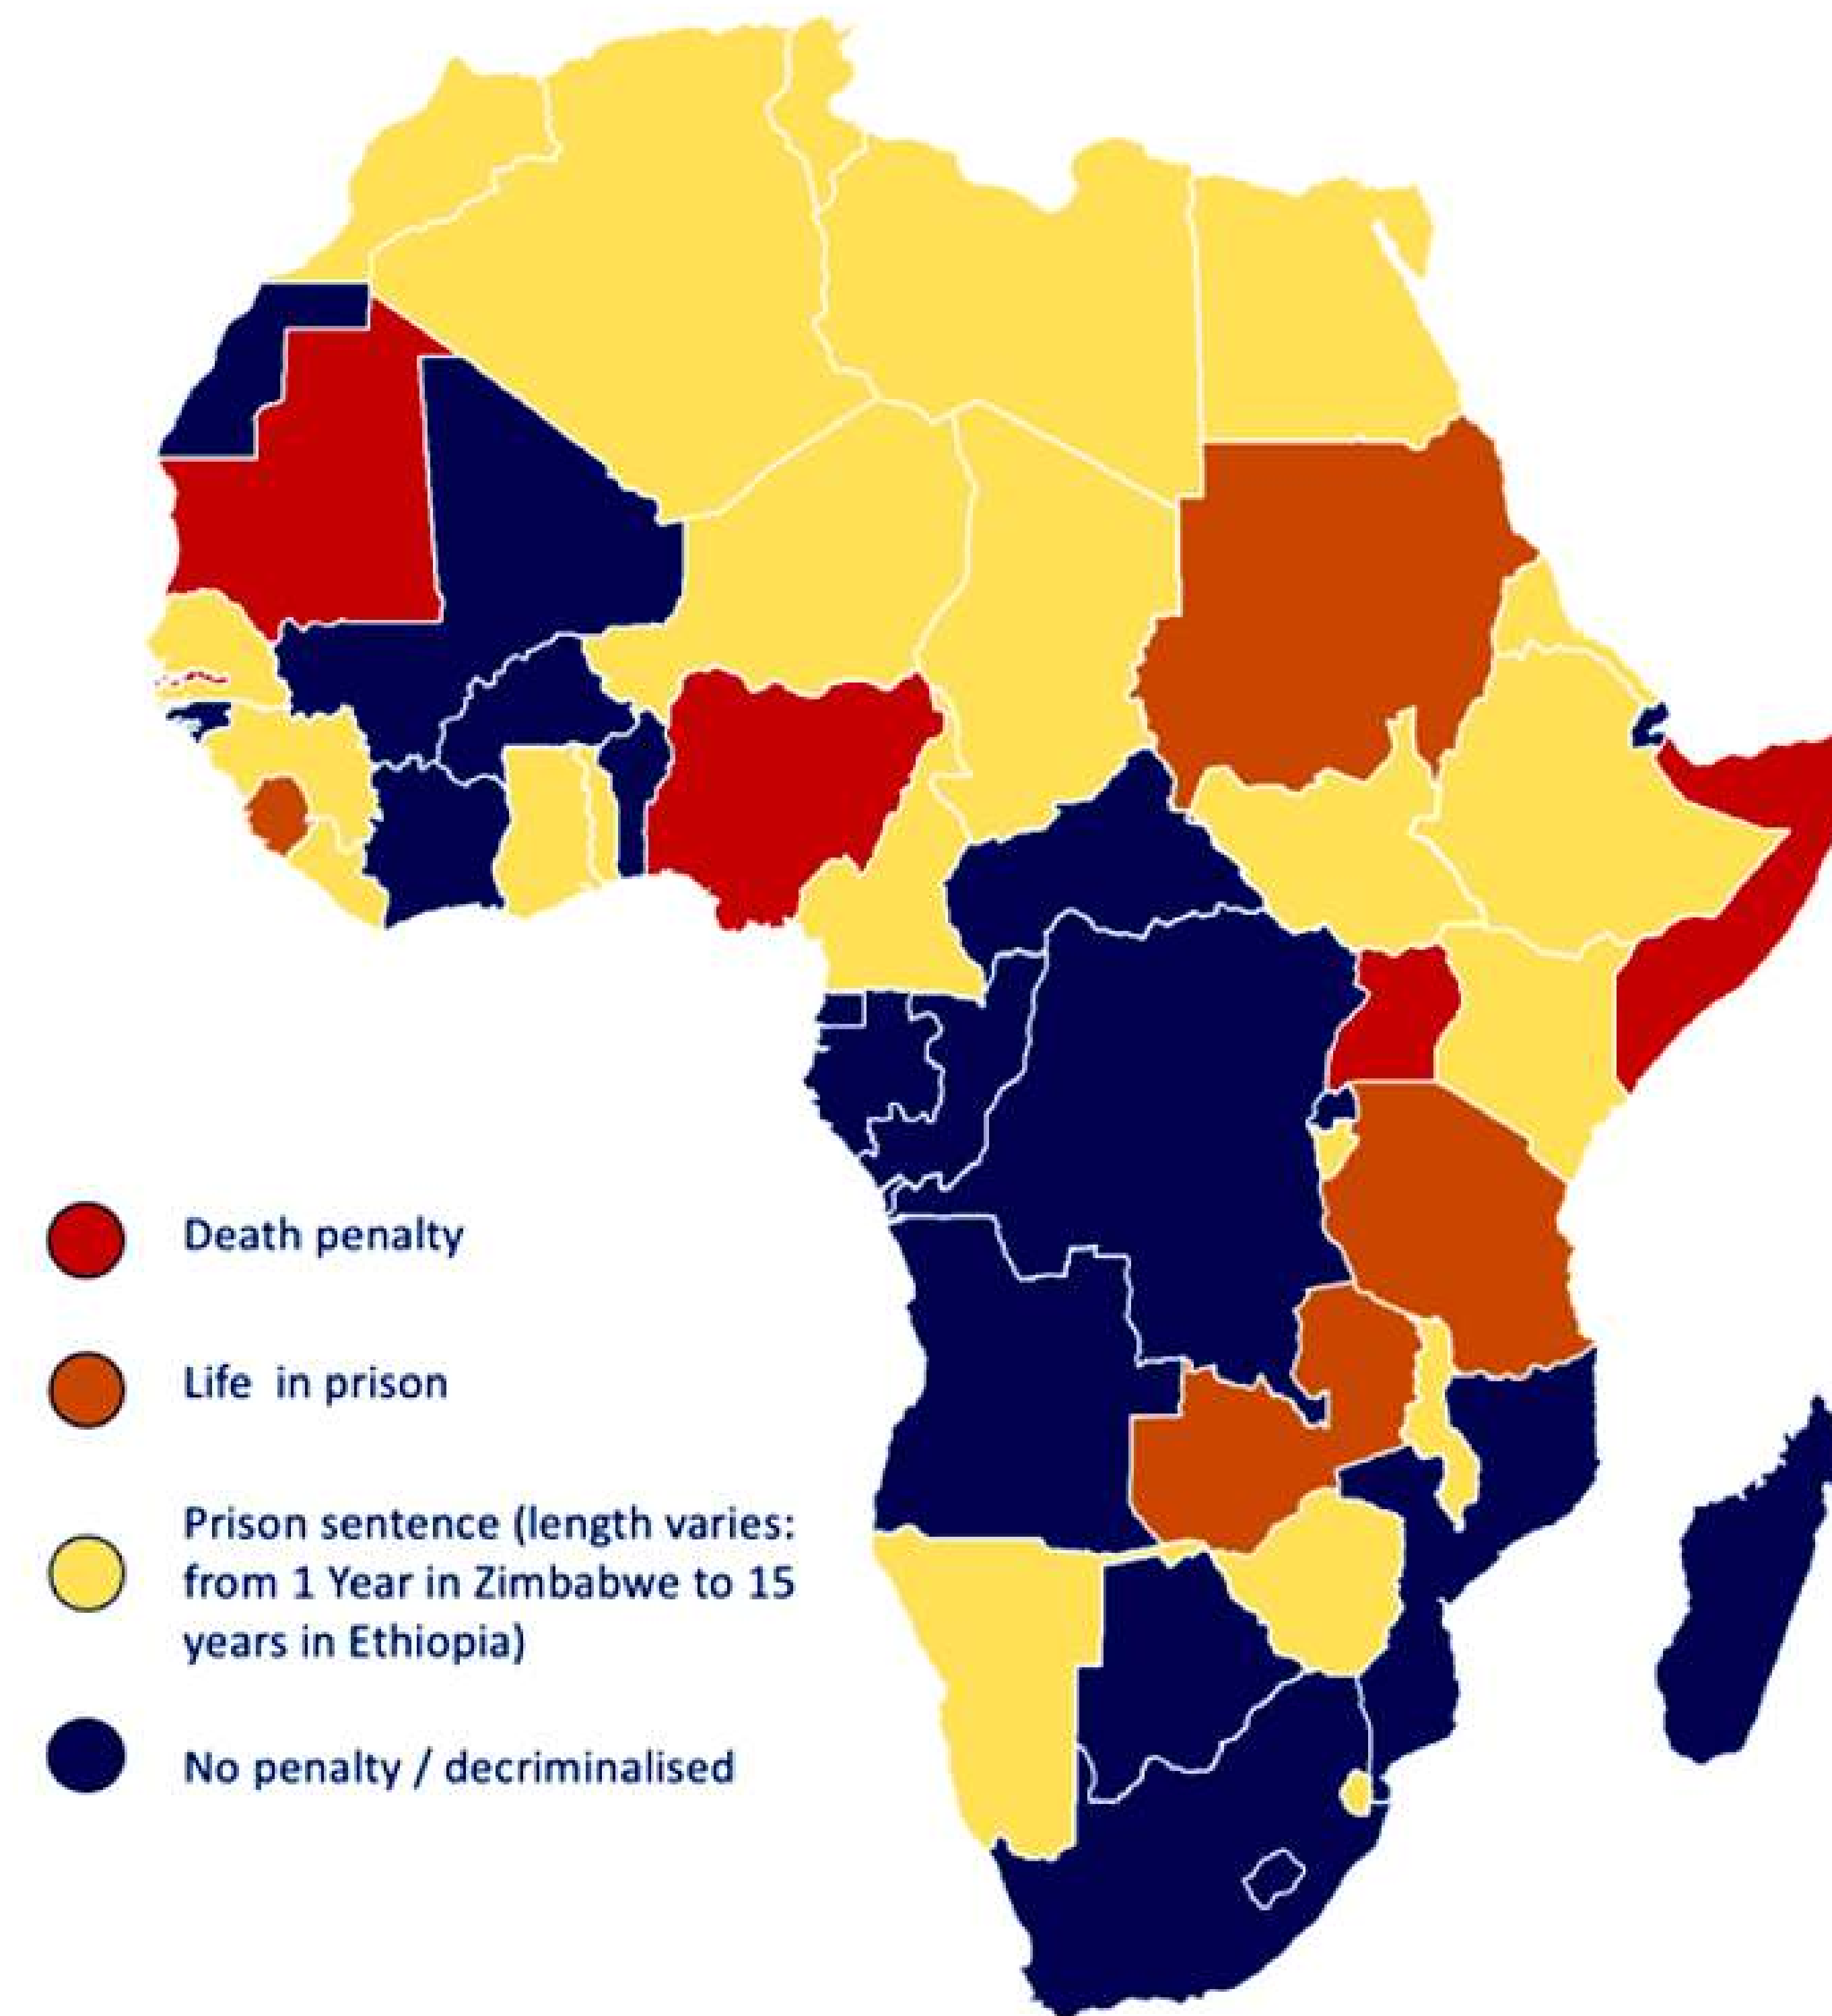 Death penalty
Life in prison
Prison sentence (length varies:
from 1 Year in Zimbabwe to 15
years in Ethiopia)
No penalty / decriminalised